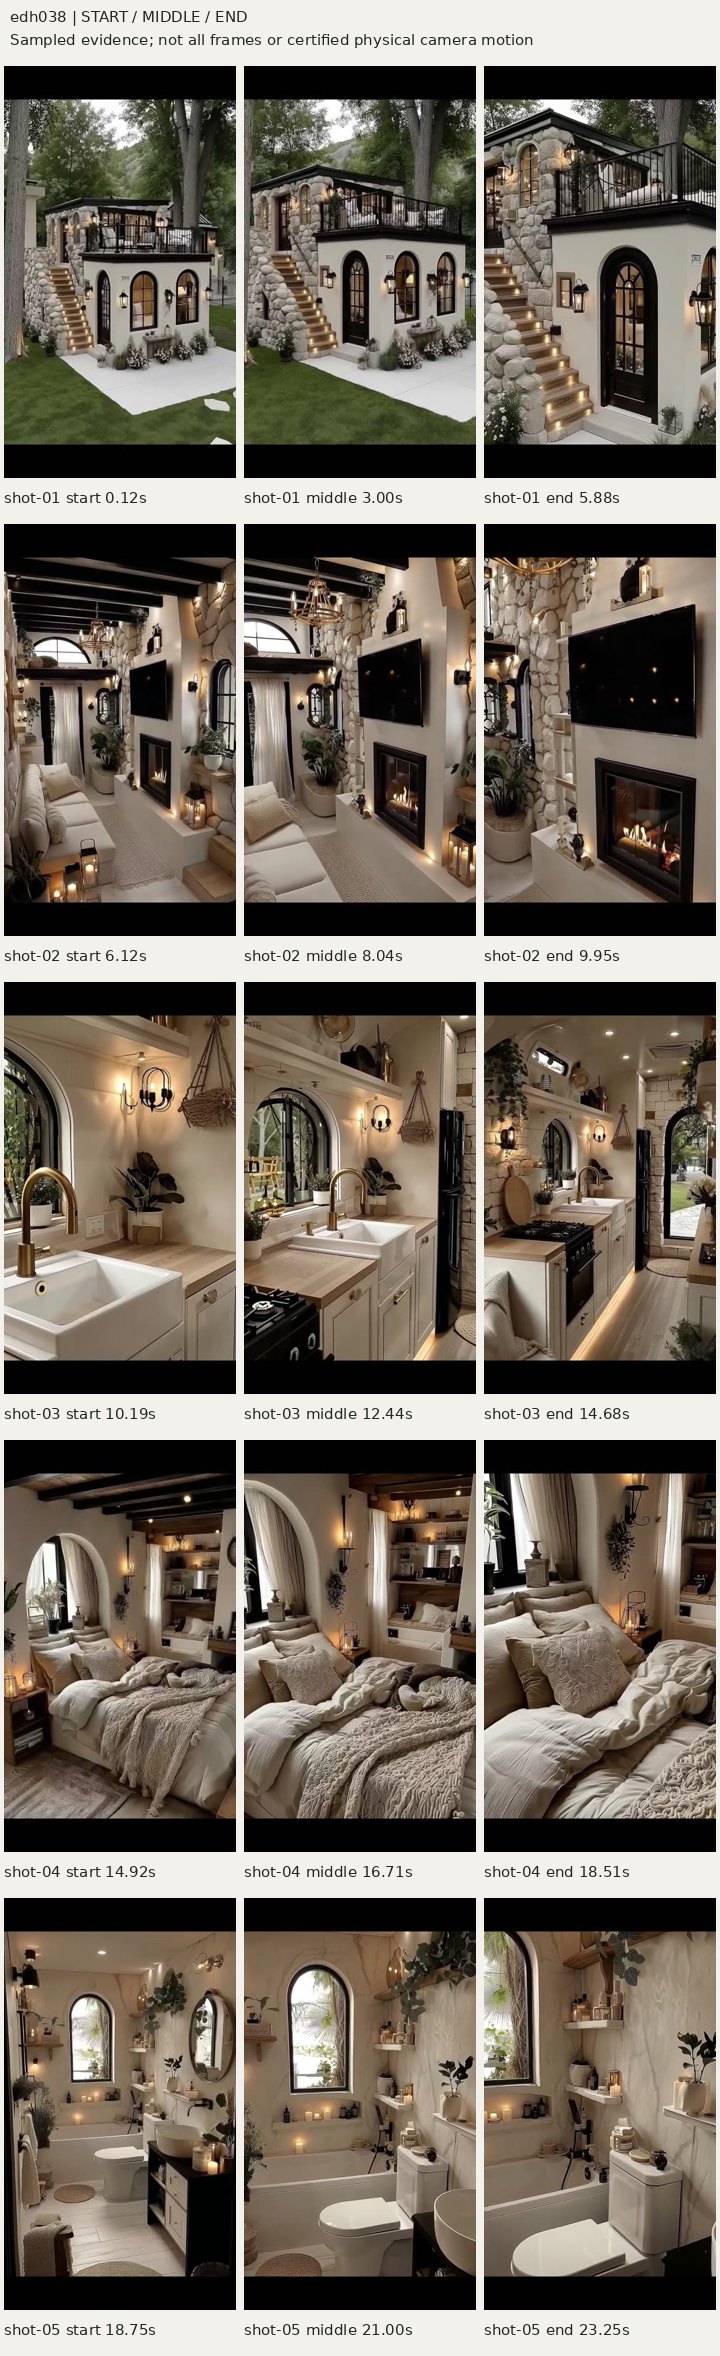 edh038 | START / MIDDLE / END
Sampled evidence; not all frames or certified physical camera motion
shot-01 start 0.12s
shot-01 middle 3.00s
shot-01 end 5.88s
shot-02 start 6.12s
shot-02 middle 8.04s
shot-02 end 9.95s
shot-03 start 10.19s
shot-03 middle 12.44s
shot-03 end 14.68s
shot-04 start 14.92s
shot-04 middle 16.71s
shot-04 end 18.51s
shot-05 start 18.75s
shot-05 middle 21.00s
shot-05 end 23.25s